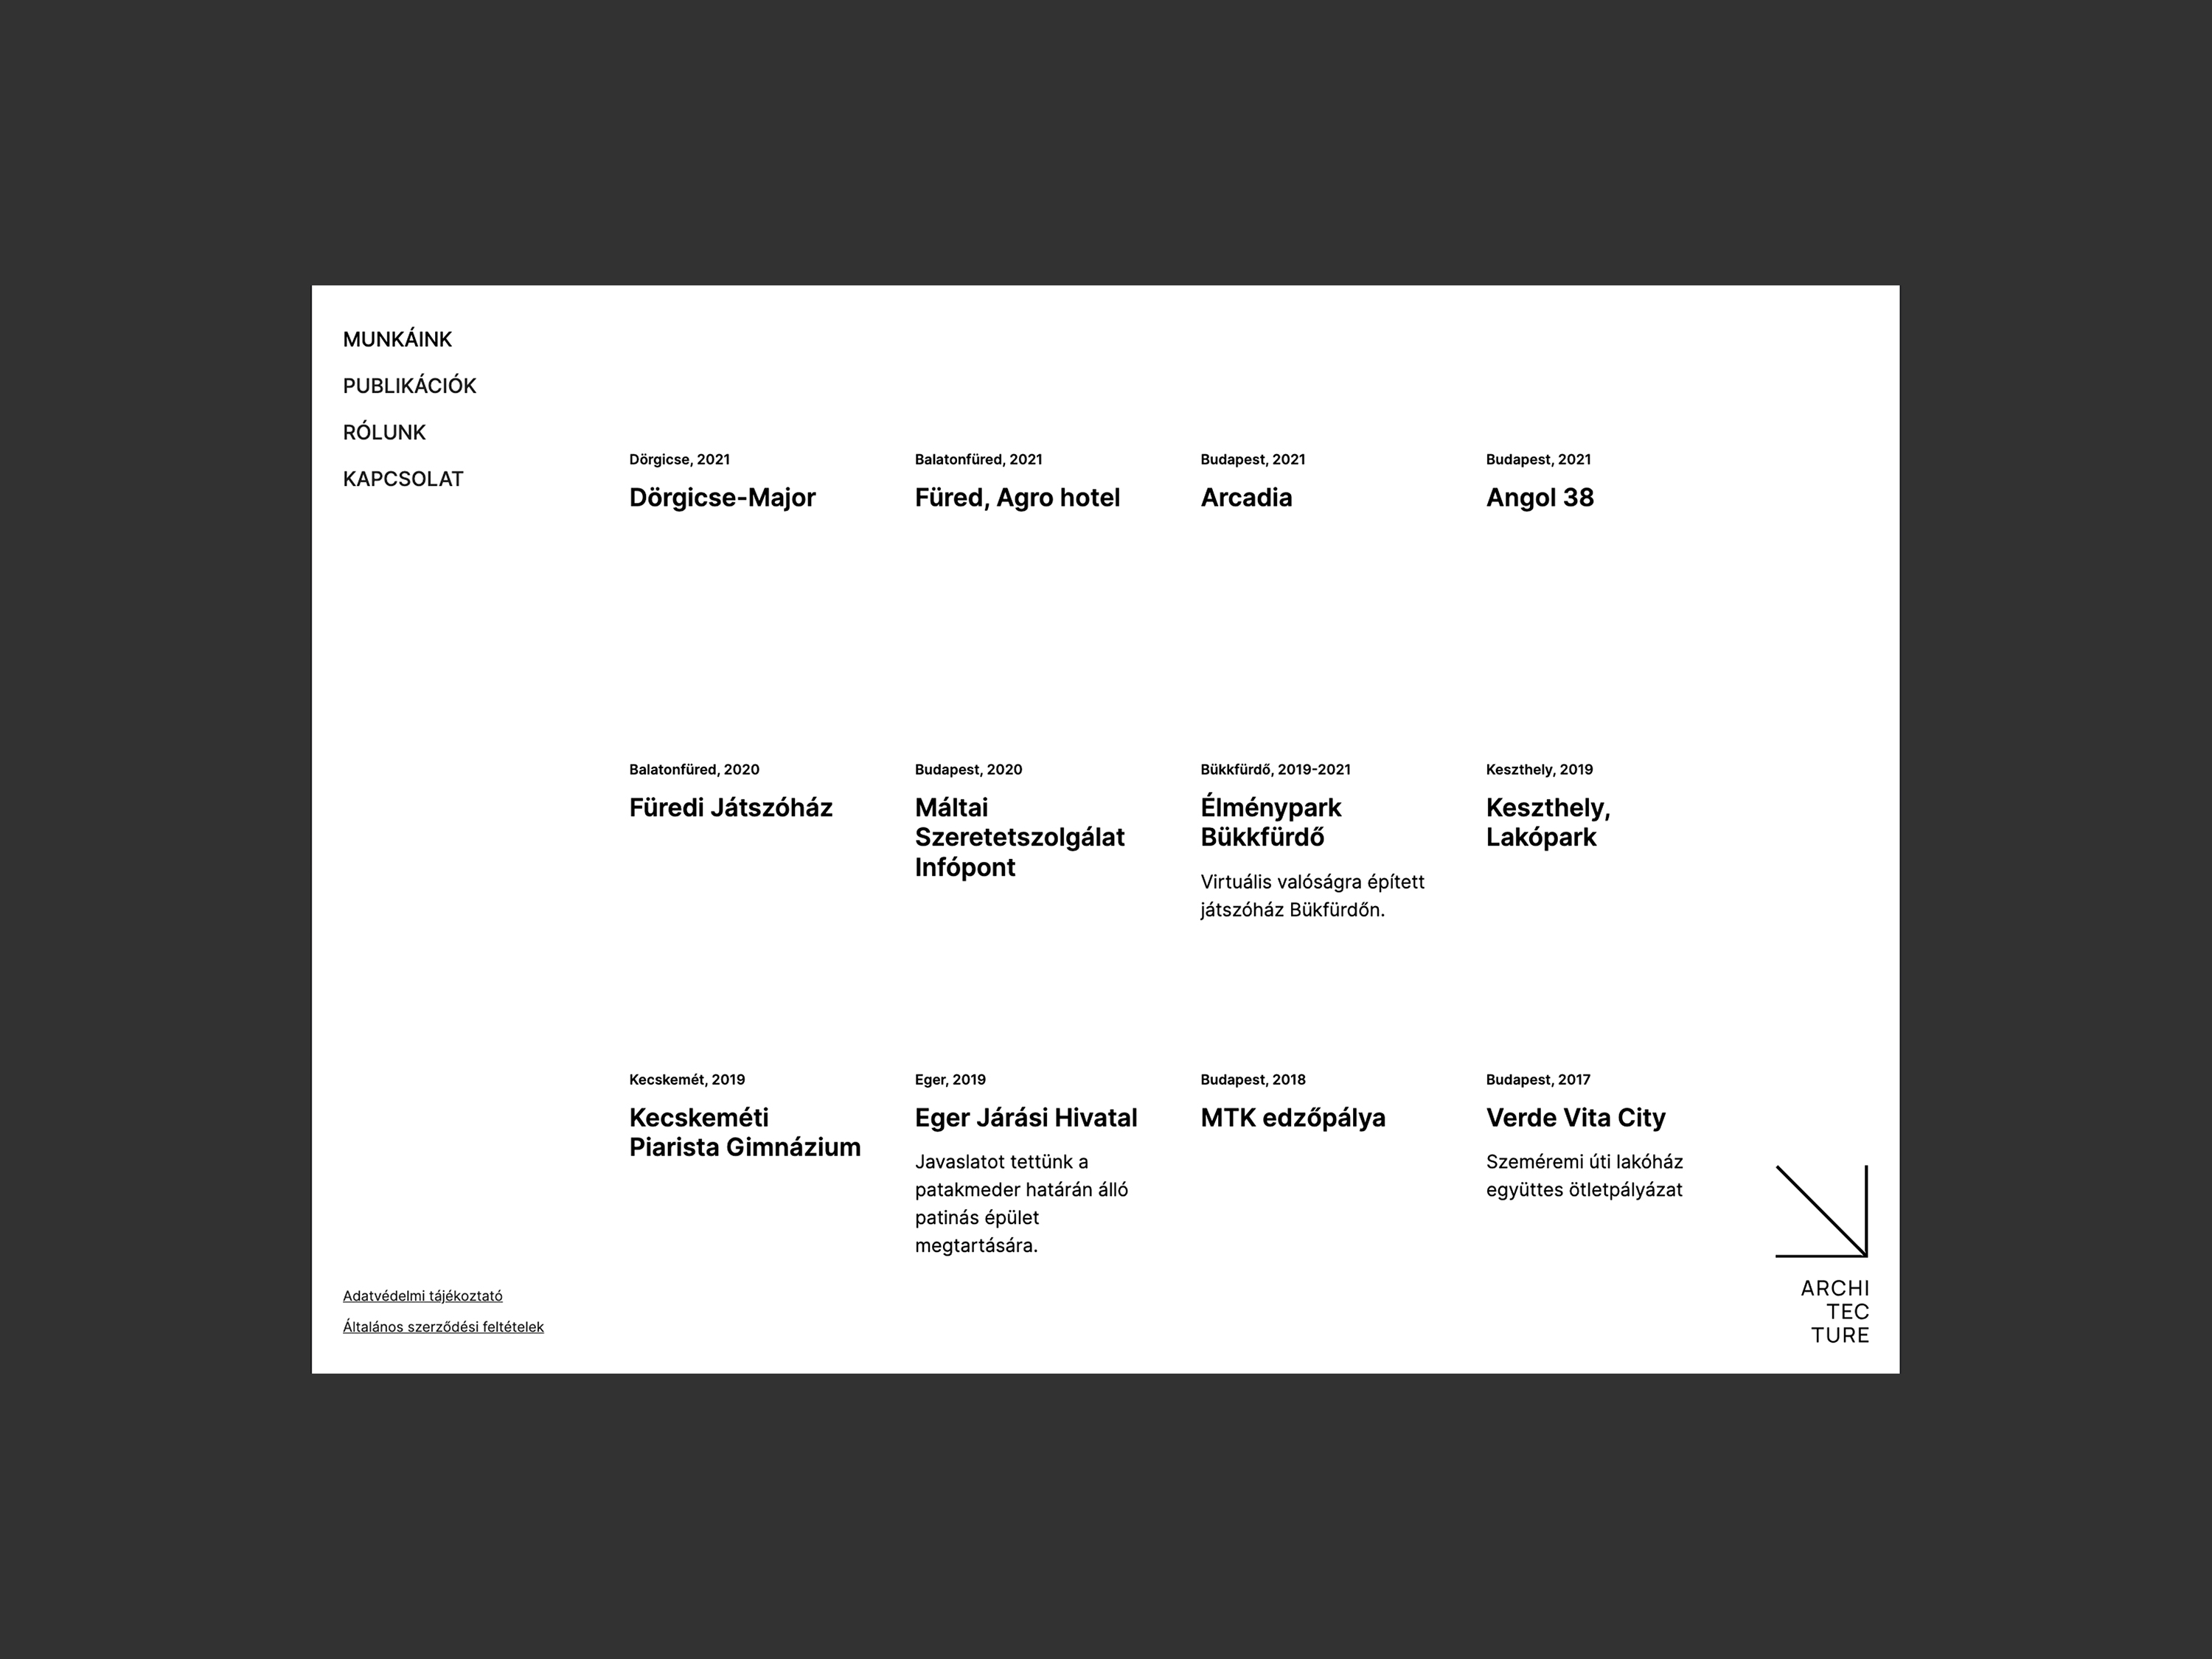 MUNKÁINK
PUBLIKÁCIÓK
RÓLUNK
KAPCSOLAT
Dörgicse, 2021
Dörgicse-Major
Balatonfüred, 2021
Füred, Agro hotel
Budapest, 2021
Arcadia
Budapest, 2021
Angol 38
Balatonfüred, 2020
Füredi Játszóház
Budapest, 2020
Máltai
Szeretetszolgálat
Infópont
Bükkfürdő, 2019-2021
Élménypark
Bükkfürdő
Virtuális valóságra épített
játszóház Bükfürdőn.
Keszthely, 2019
Keszthely,
Lakópark
Kecskemét, 2019
Kecskeméti
Piarista Gimnázium
Eger, 2019
Eger Járási Hivatal
Javaslatot tettünk a
patakmeder határán álló
patinás épület
megtartására.
Budapest, 2018
MTK edzőpálya
Budapest, 2017
Verde Vita City
Szeméremi úti lakóház
együttes ötletpályázat
Adatvédelmi tájékoztató
Általános szerződési feltételek
ARCHI
TEC
TURE